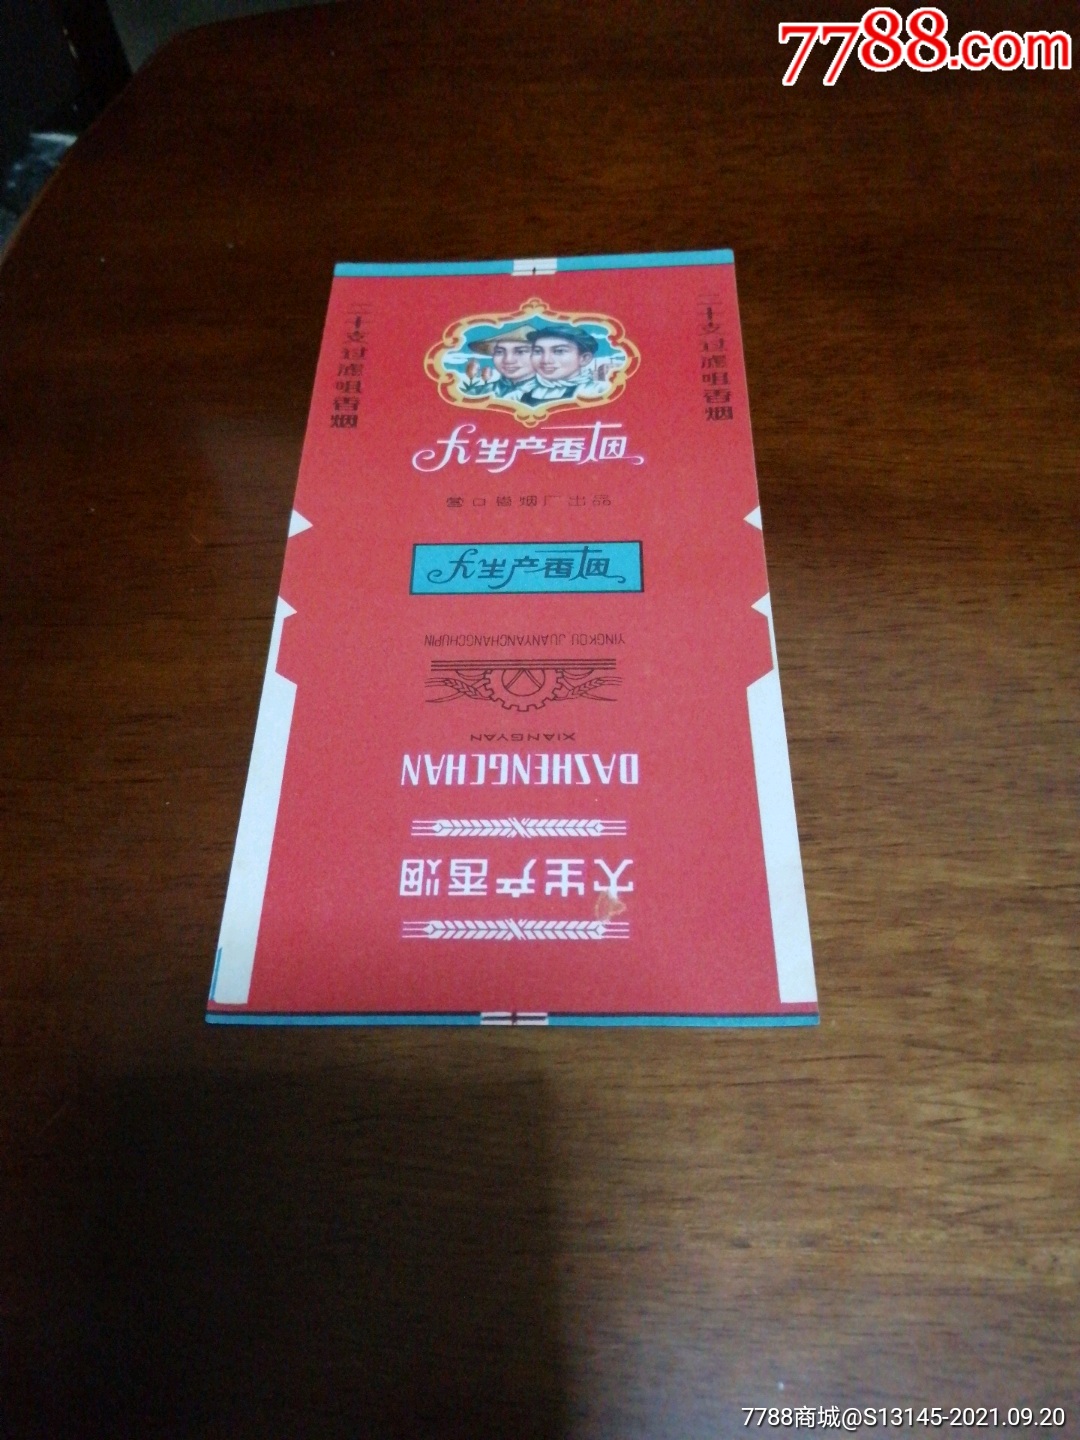 7788.com
二十支过滤咀香烟
二十支过滤咀香烟
大生产香烟
营口卷烟厂出品
大生产香烟
YINGKOU JUANYANCHANGCHUPIN
XIANGYAN
DASHENGCHAN
大生产香烟
7788商城@S13145-2021.09.20